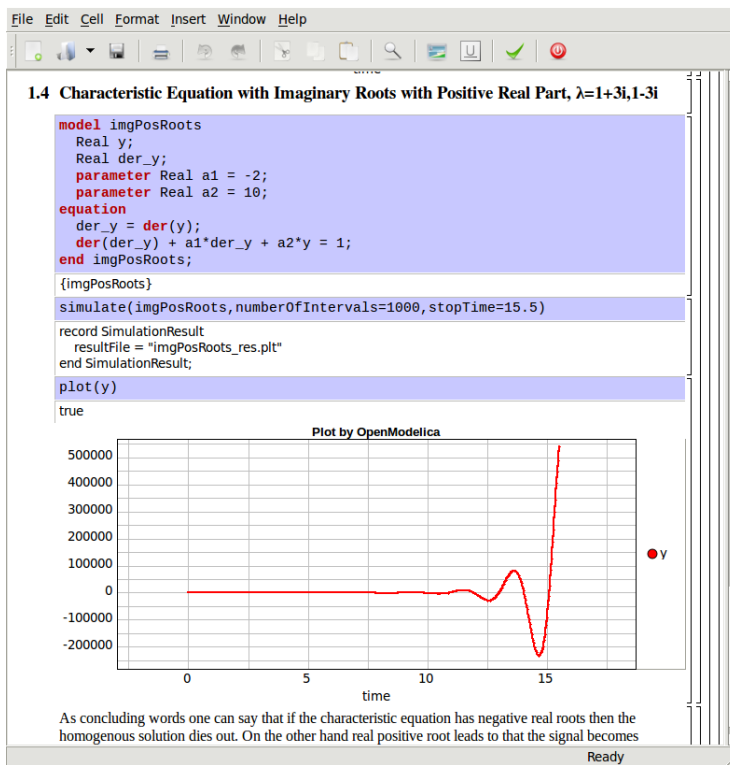 File Edit Cell Format Insert Window Help
time
1.4 Characteristic Equation with Imaginary Roots with Positive Real Part, λ=1+3i,1-3i
model imgPosRoots
Real y;
Real der_y;
parameter Real a1 = -2;
parameter Real a2 = 10;
equation
der_y = der(y);
der(der_y) + a1*der_y + a2*y = 1;
end imgPosRoots;
{imgPosRoots}
simulate(imgPosRoots,numberOfIntervals=1000,stopTime=15.5)
record SimulationResult
resultFile = "imgPosRoots_res.plt"
end SimulationResult;
plot(y)
true
Plot by OpenModelica
500000
400000
300000
200000
100000
0
-100000
-200000
y
0 5 10 15
time
As concluding words one can say that if the characteristic equation has negative real roots then the
homogenous solution dies out. On the other hand real positive root leads to that the signal becomes
Ready